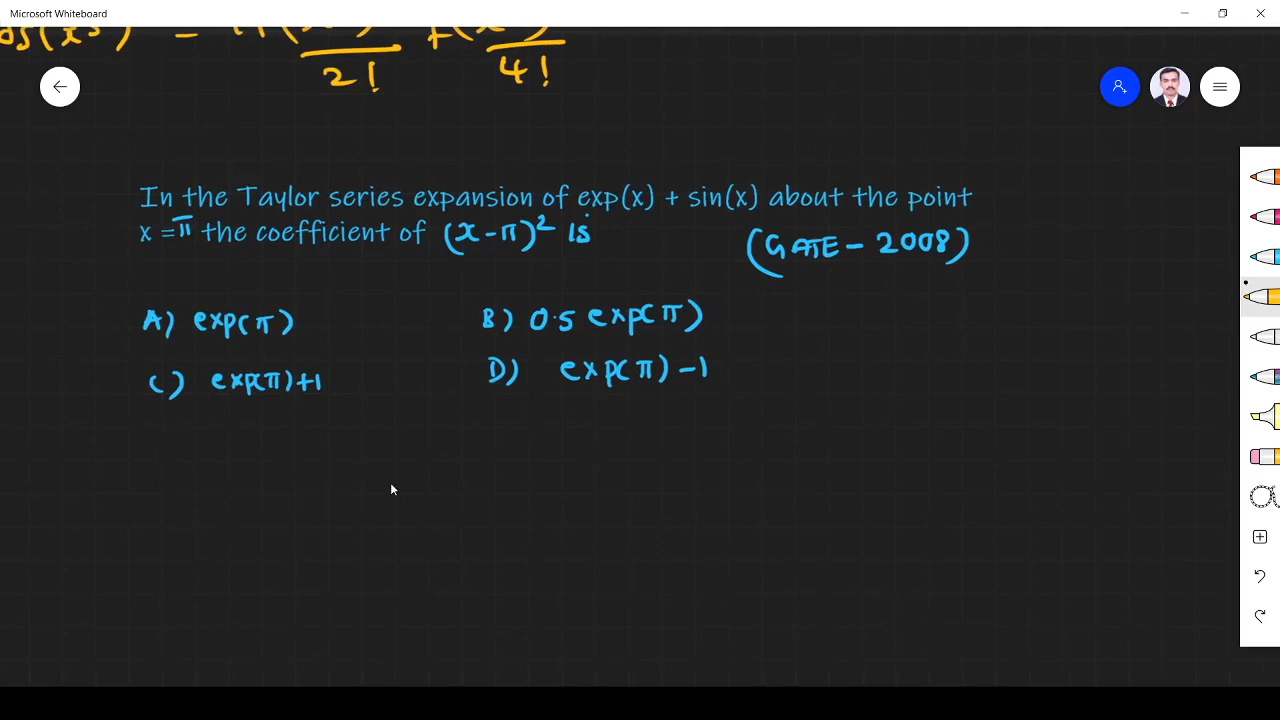 Microsoft Whiteboard
2! 4!
In the Taylor series expansion of exp(x) + sin(x) about the point
x = π the coefficient of (x-π)² is
(GATE - 2008)
A) exp(π) B) 0.5 exp(π)
C) exp(π)+1 D) exp(π) -1